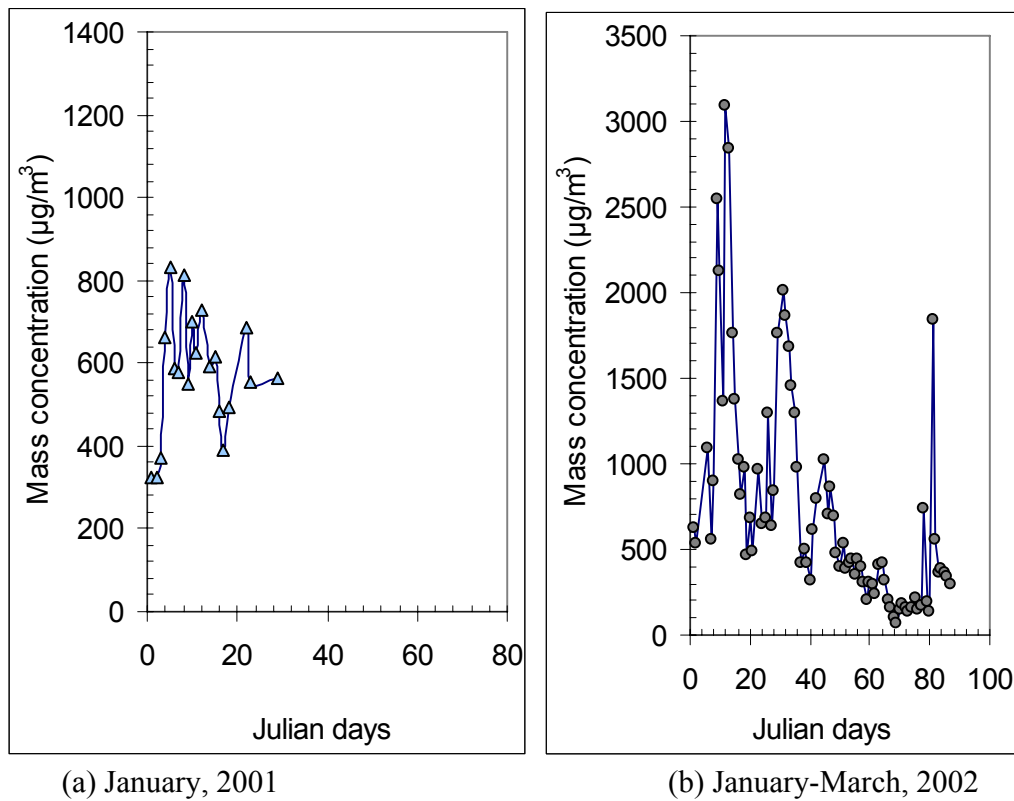 1400
1200
1000
800
600
400
200
0
Mass concentration (µg/m³)
0 20 40 60 80
Julian days
3500
3000
2500
2000
1500
1000
500
0
Mass concentration (µg/m³)
0 20 40 60 80 100
Julian days
(a) January, 2001
(b) January-March, 2002